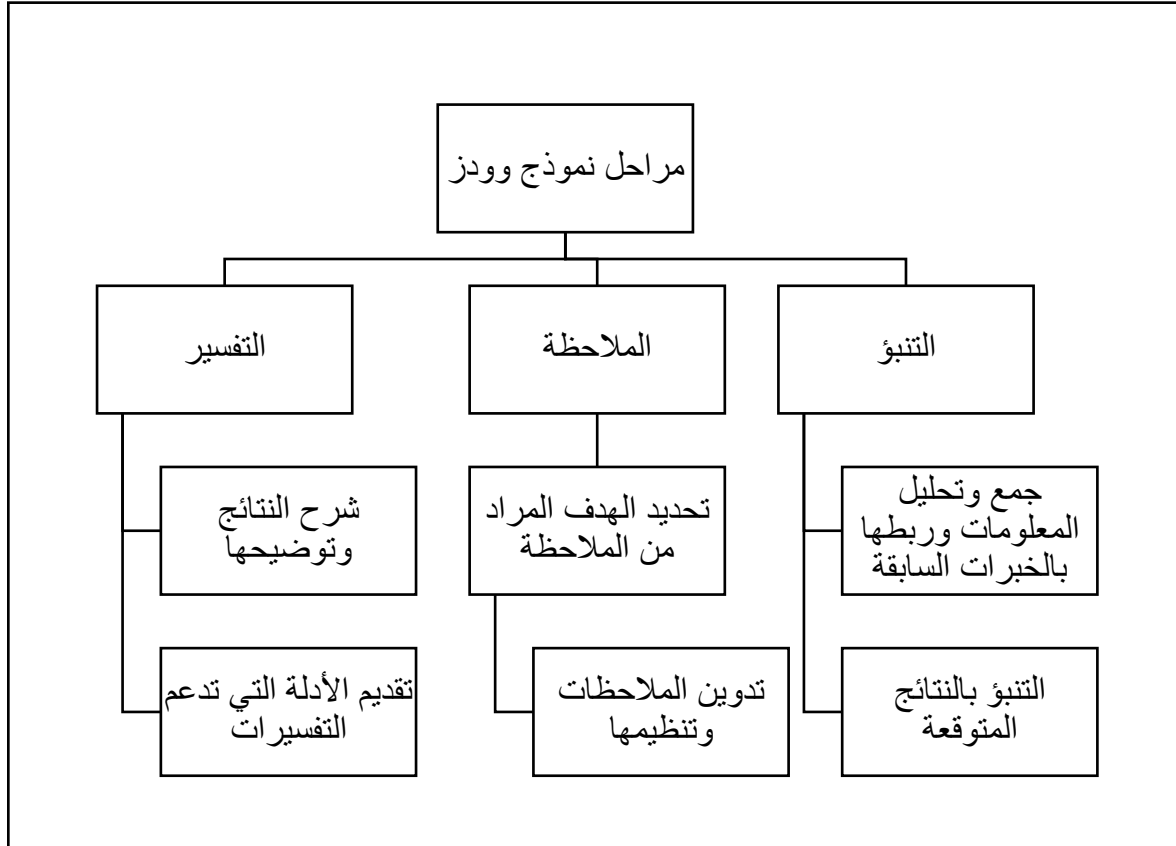 مراحل نموذج وودز
التنبؤ
الملاحظة
التفسير
جمع وتحليل
المعلومات وربطها
بالخبرات السابقة
تحديد الهدف المراد
من الملاحظة
شرح النتائج
وتوضيحها
التنبؤ بالنتائج
المتوقعة
تدوين الملاحظات
وتنظيمها
تقديم الأدلة التي تدعم
التفسيرات